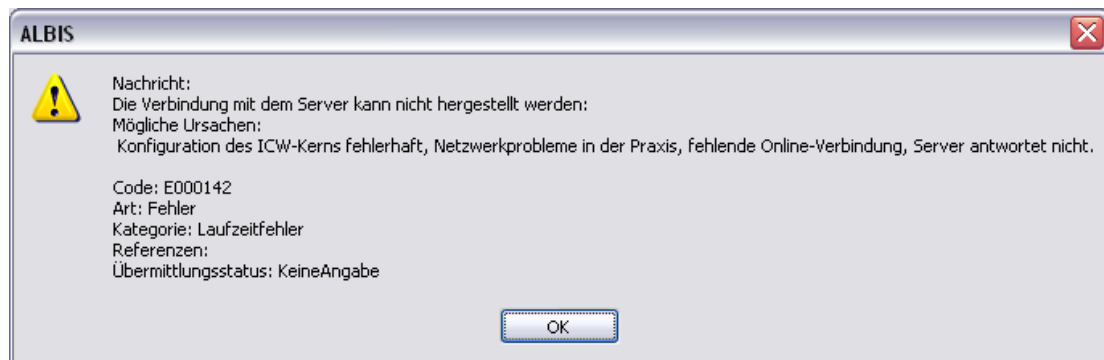 ALBIS
Nachricht:
Die Verbindung mit dem Server kann nicht hergestellt werden:
Mögliche Ursachen:
Konfiguration des ICW-Kerns fehlerhaft, Netzwerkprobleme in der Praxis, fehlende Online-Verbindung, Server antwortet nicht.
Code: E000142
Art: Fehler
Kategorie: Laufzeitfehler
Referenzen:
Übermittlungsstatus: KeineAngabe
OK